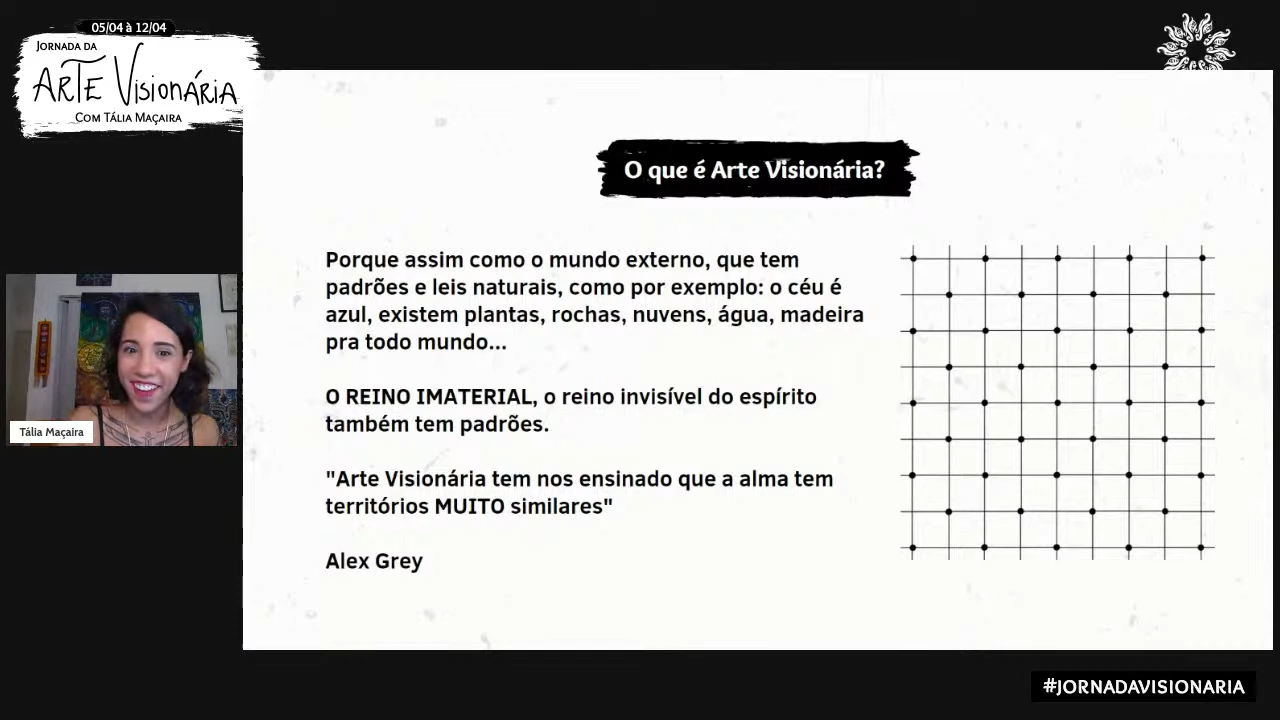 05/04 à 12/04
JORNADA DA
ARTE VISIONÁRIA
COM TÁLIA MAÇAIRA
O que é Arte Visionária?
Porque assim como o mundo externo, que tem
padrões e leis naturais, como por exemplo: o céu é
azul, existem plantas, rochas, nuvens, água, madeira
pra todo mundo...
O REINO IMATERIAL, o reino invisível do espírito
também tem padrões.
"Arte Visionária tem nos ensinado que a alma tem
territórios MUITO similares"
Alex Grey
Tália Maçaira
#JORNADAVISIONARIA